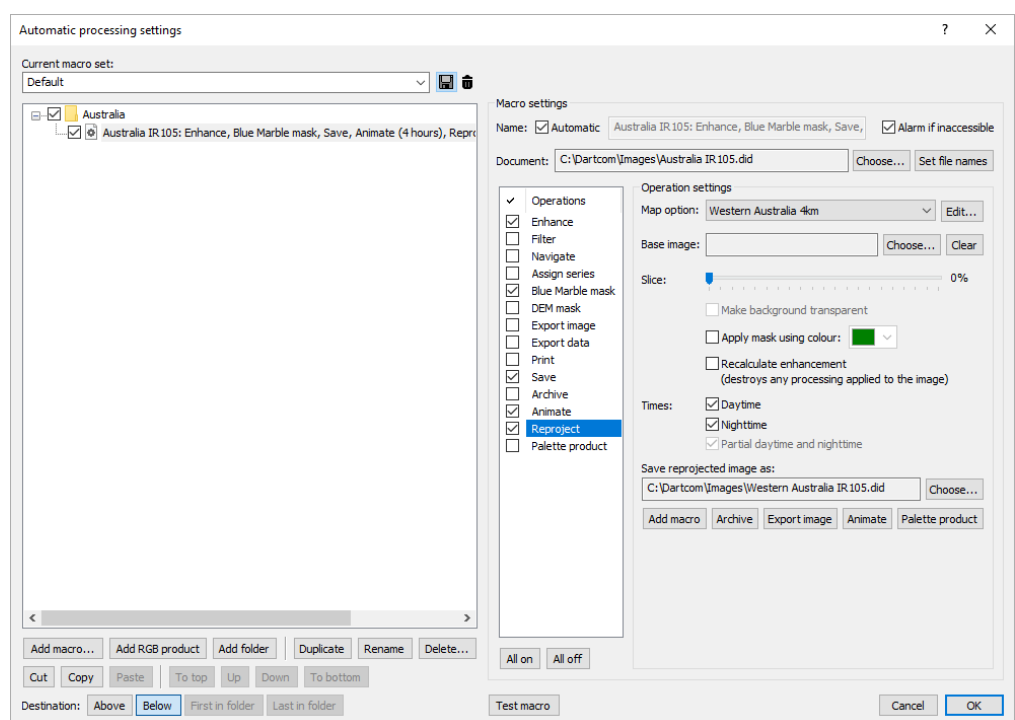 Automatic processing settings
?
Current macro set:
Default
Australia
Australia IR105: Enhance, Blue Marble mask, Save, Animate (4 hours), Repro
Add macro... Add RGB product Add folder Duplicate Rename Delete...
Cut Copy Paste To top Up Down To bottom
Destination: Above Below First in folder Last in folder
Macro settings
Name: Automatic Australia IR105: Enhance, Blue Marble mask, Save, Alarm if inaccessible
Document: C:\Dartcom\Images\Australia IR105.did Choose... Set file names
Operations
Enhance
Filter
Navigate
Assign series
Blue Marble mask
DEM mask
Export image
Export data
Print
Save
Archive
Animate
Reproject
Palette product
All on All off
Operation settings
Map option: Western Australia 4km Edit...
Base image: Choose... Clear
Slice: 0%
Make background transparent
Apply mask using colour:
Recalculate enhancement
(destroys any processing applied to the image)
Times: Daytime
Nighttime
Partial daytime and nighttime
Save reprojected image as:
C:\Dartcom\Images\Western Australia IR105.did Choose...
Add macro Archive Export image Animate Palette product
Test macro Cancel OK